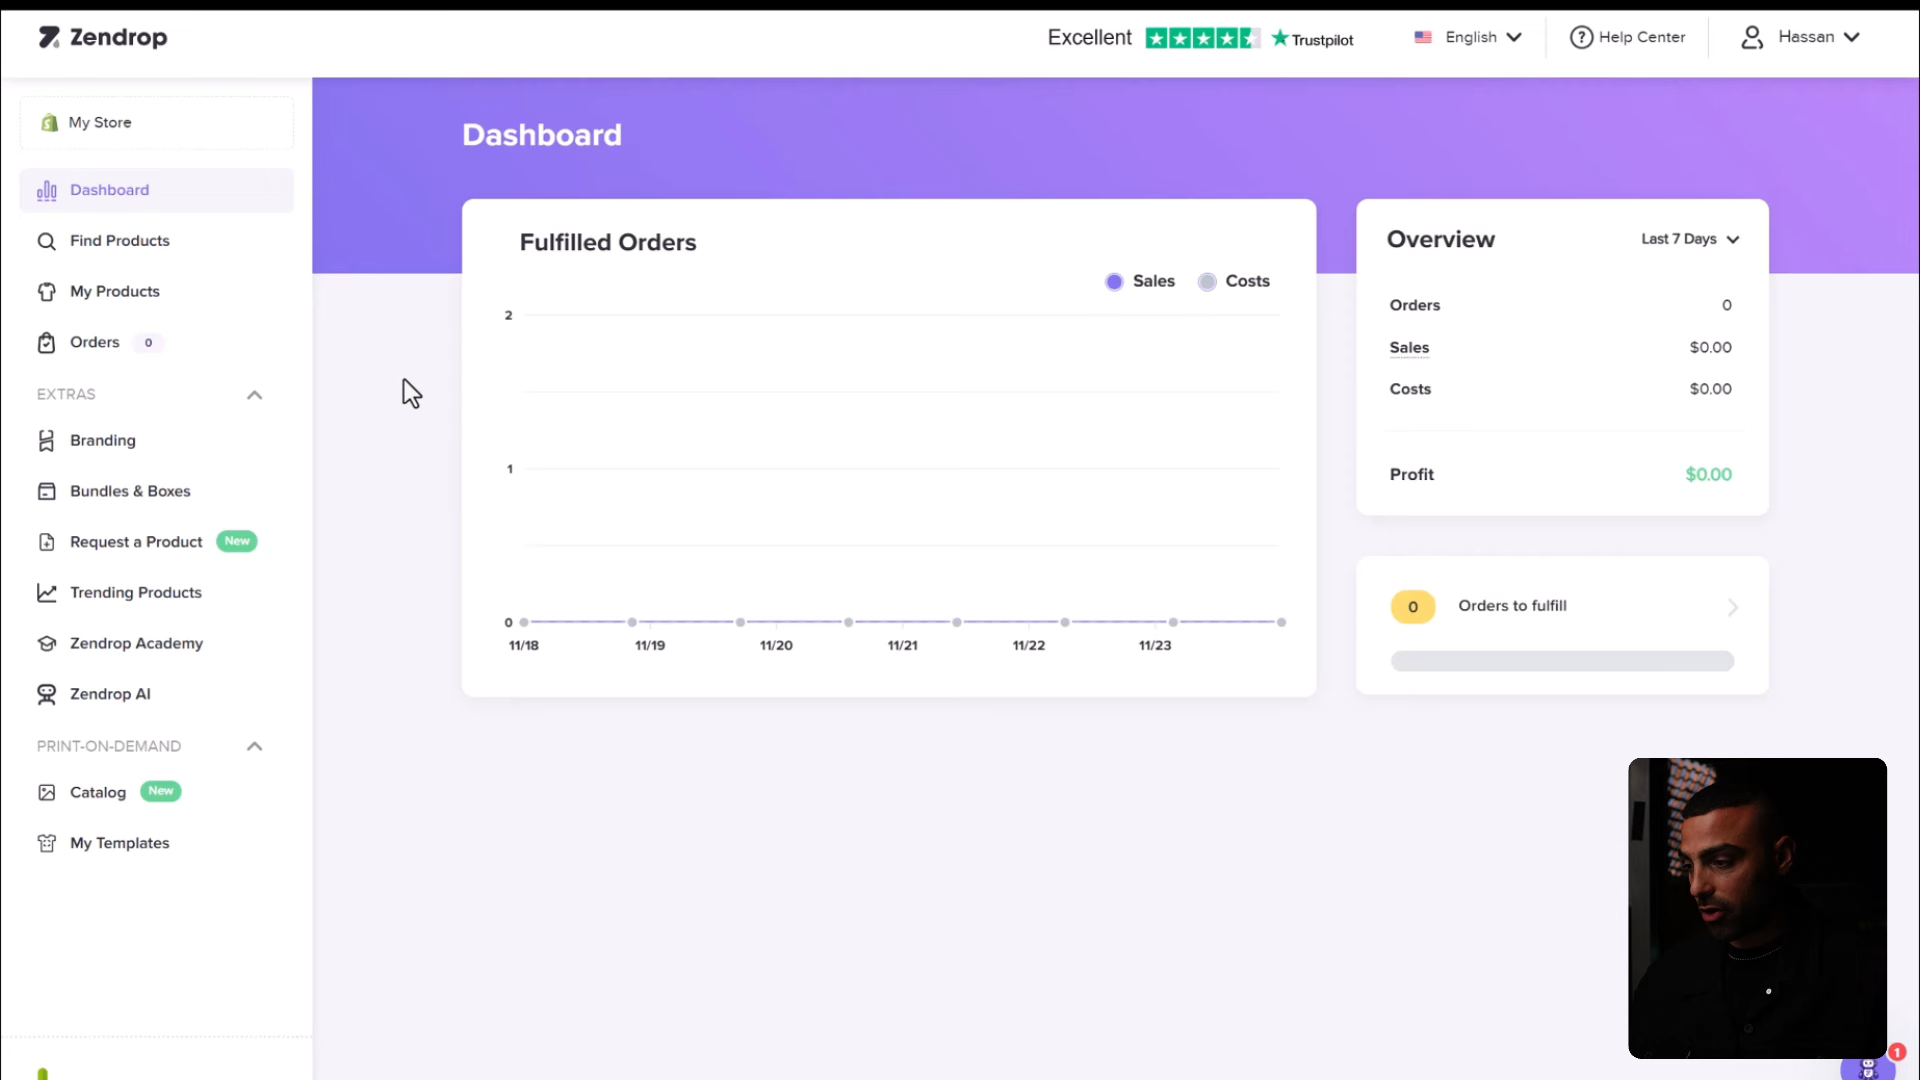 Zendrop
Excellent
Trustpilot
English
Help Center
Hassan
My Store
Dashboard
Find Products
My Products
Orders 0
EXTRAS
Branding
Bundles & Boxes
Request a Product New
Trending Products
Zendrop Academy
Zendrop AI
PRINT-ON-DEMAND
Catalog New
My Templates
Dashboard
Fulfilled Orders
Sales Costs
2
1
0
11/18 11/19 11/20 11/21 11/22 11/23
Overview
Last 7 Days
Orders 0
Sales $0.00
Costs $0.00
Profit $0.00
0 Orders to fulfill
1